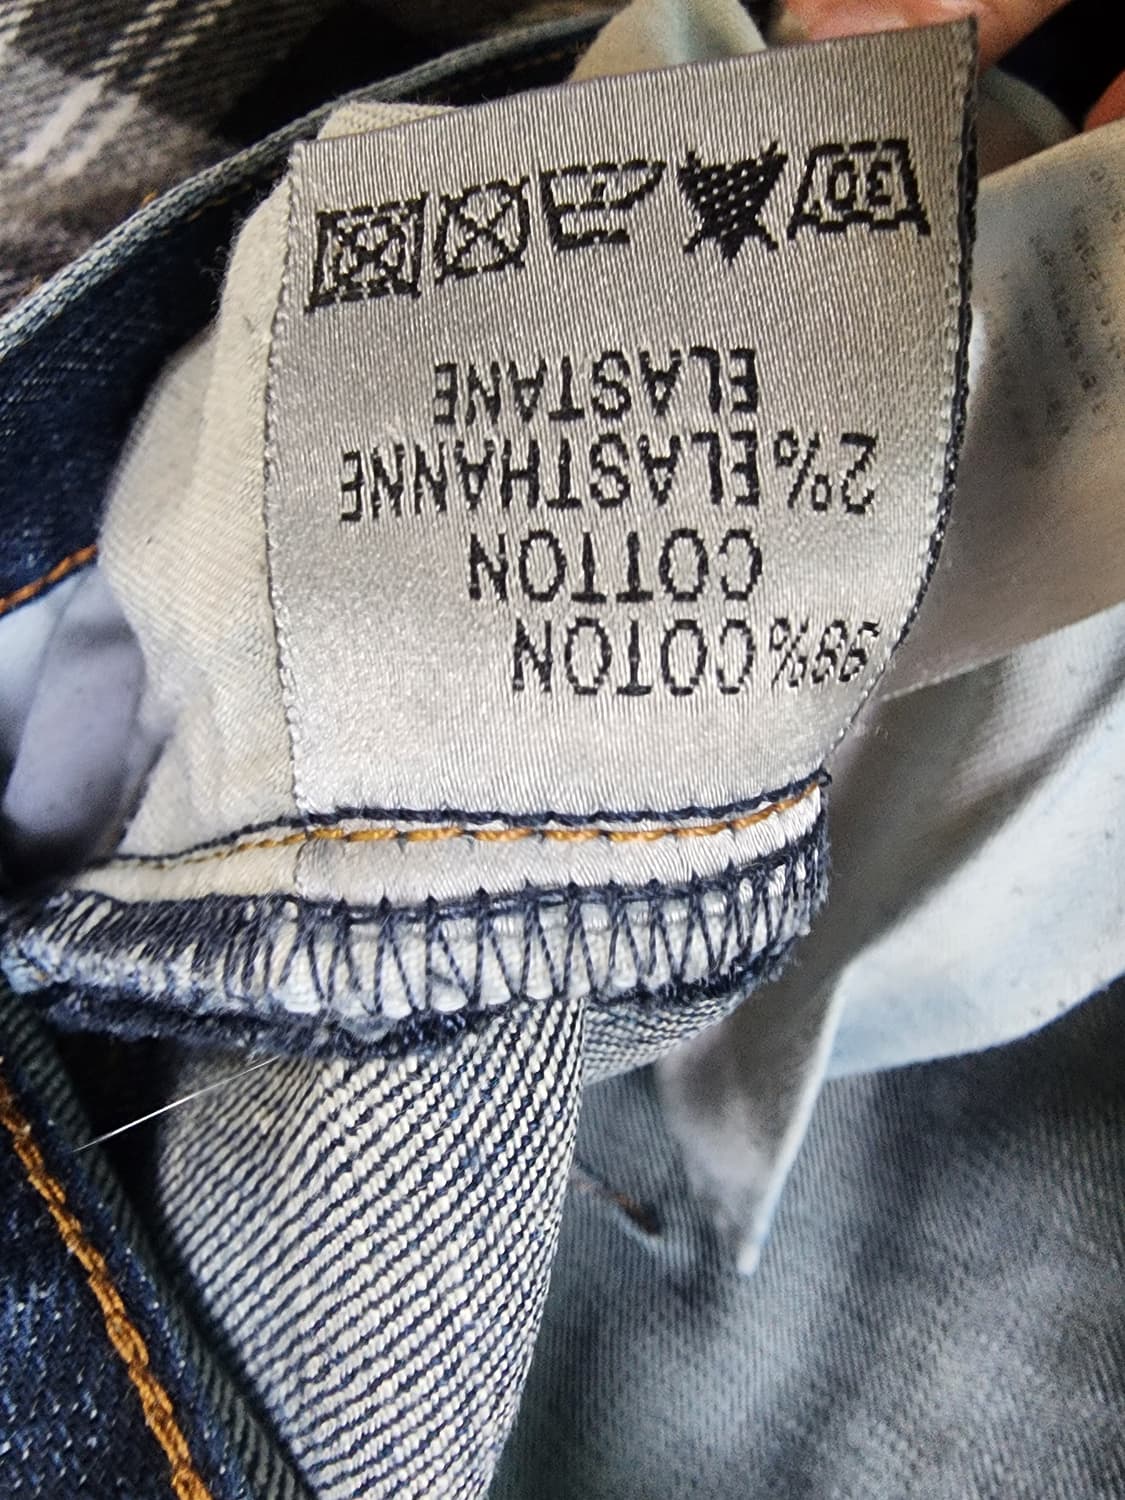 98% COTON
COTTON
2% ELASTHANNE
ELASTANE
30